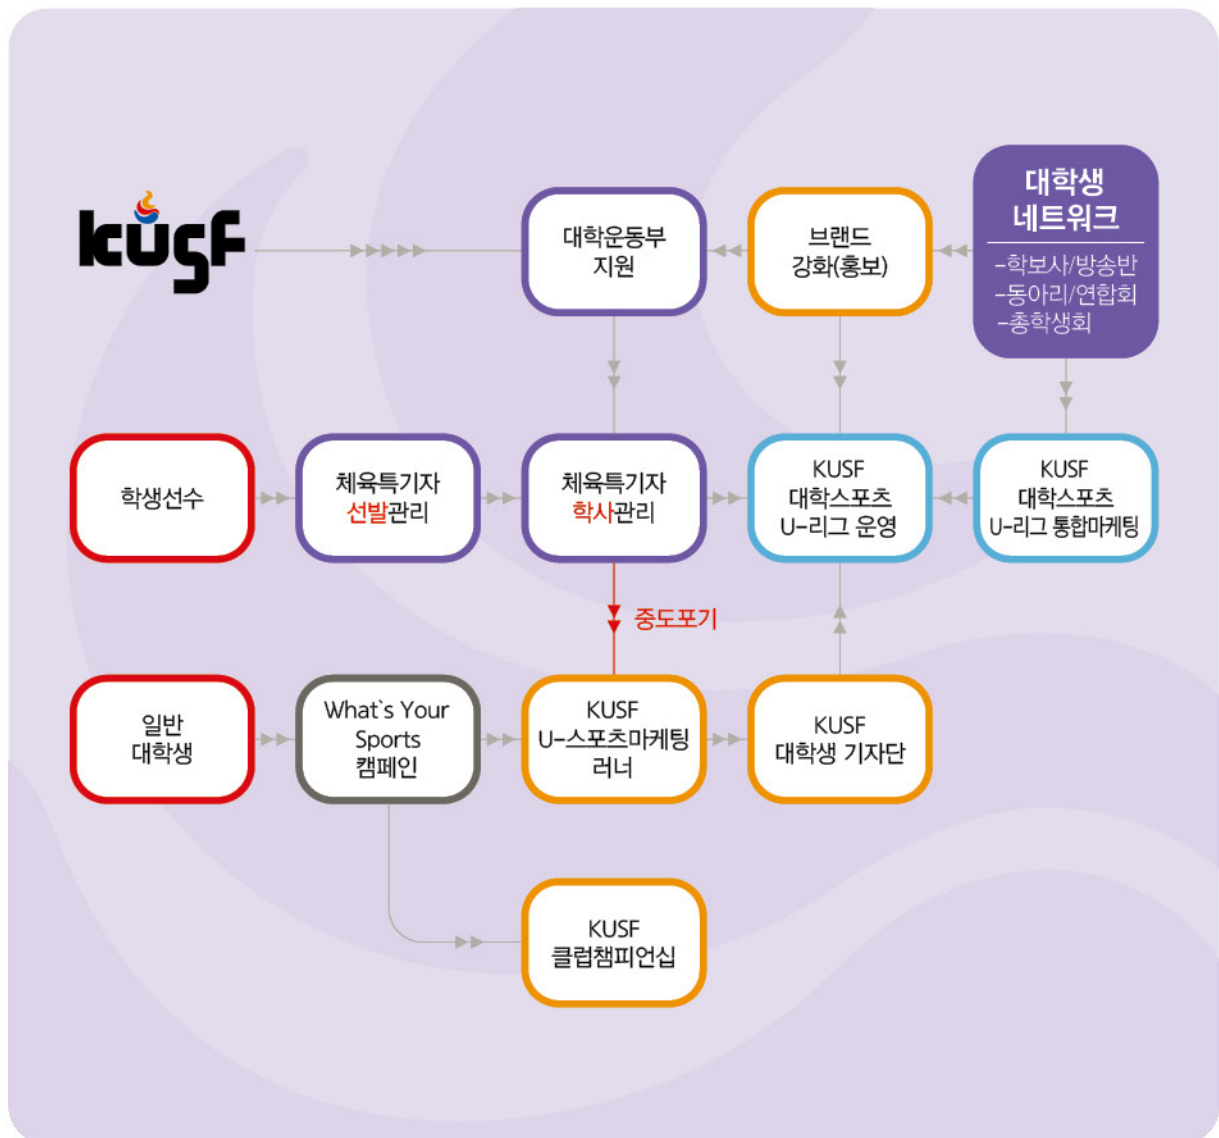 kusf
대학운동부
지원
브랜드
강화(홍보)
대학생
네트워크
-학보사/방송반
-동아리/연합회
-총학생회
학생선수
체육특기자
선발관리
체육특기자
학사관리
KUSF
대학스포츠
U-리그 운영
KUSF
대학스포츠
U-리그 통합마케팅
중도포기
일반
대학생
What`s Your
Sports
캠페인
KUSF
U-스포츠마케팅
러너
KUSF
대학생 기자단
KUSF
클럽챔피언십